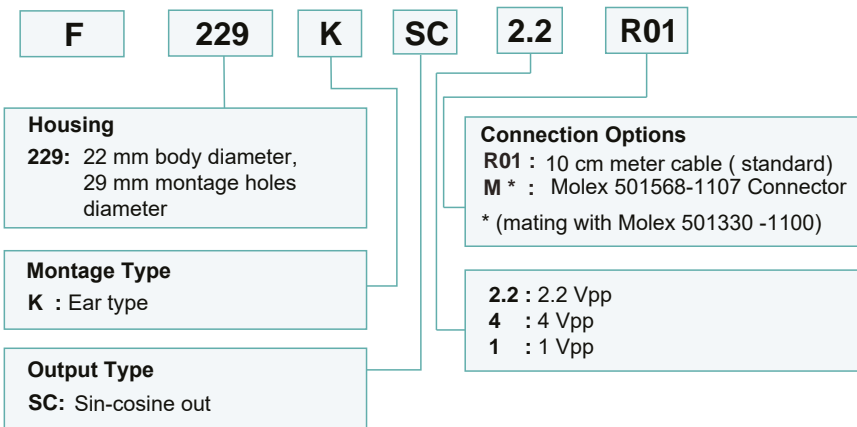 F 229 K SC 2.2 R01
Housing
229: 22 mm body diameter,
29 mm montage holes
diameter
Montage Type
K : Ear type
Output Type
SC: Sin-cosine out
Connection Options
R01 : 10 cm meter cable ( standard)
M * : Molex 501568-1107 Connector
* (mating with Molex 501330 -1100)
2.2 : 2.2 Vpp
4 : 4 Vpp
1 : 1 Vpp